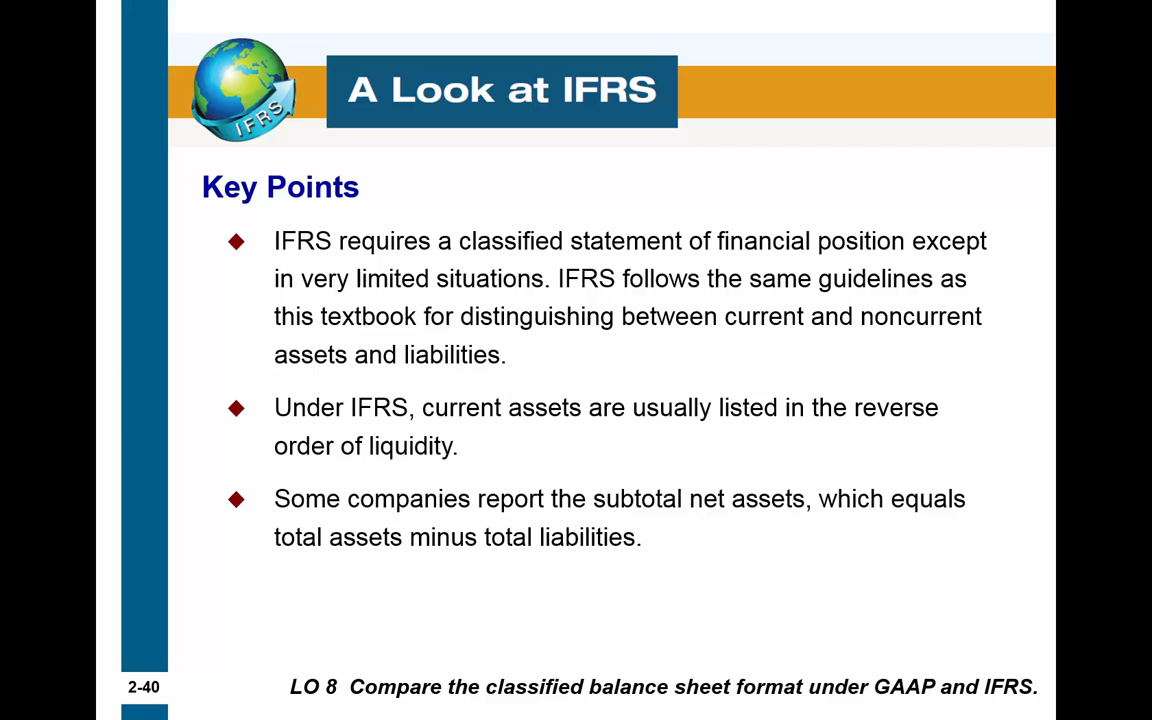 IFRS
A Look at IFRS
Key Points
IFRS requires a classified statement of financial position except
in very limited situations. IFRS follows the same guidelines as
this textbook for distinguishing between current and noncurrent
assets and liabilities.
Under IFRS, current assets are usually listed in the reverse
order of liquidity.
Some companies report the subtotal net assets, which equals
total assets minus total liabilities.
2-40
LO 8 Compare the classified balance sheet format under GAAP and IFRS.